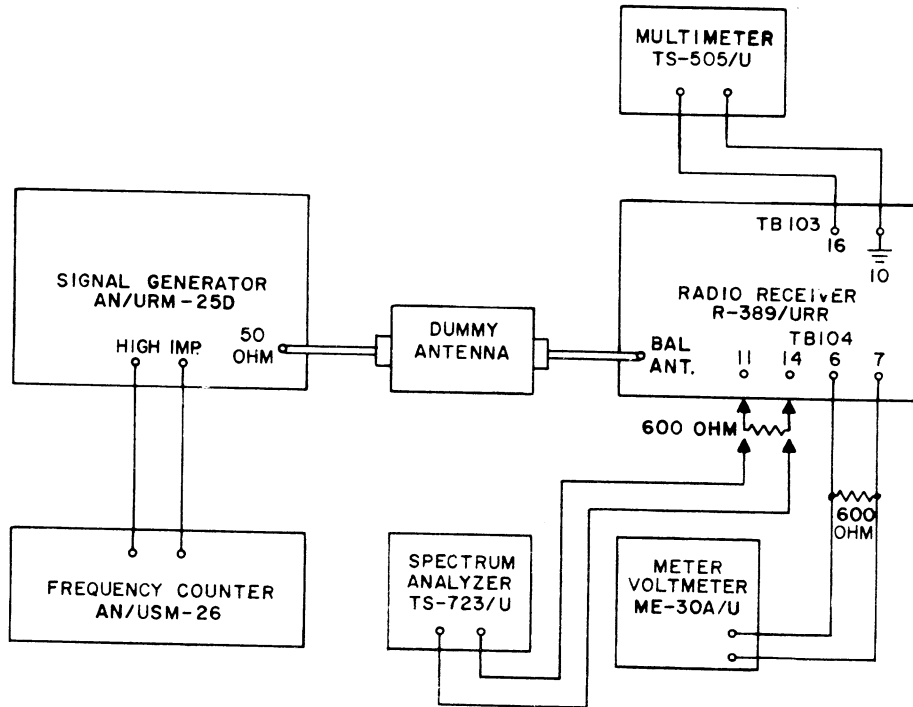 MULTIMETER
TS-505/U
TB103
16
10
SIGNAL GENERATOR
AN/URM-25D
HIGH IMP.
50
OHM
DUMMY
ANTENNA
RADIO RECEIVER
R-389/URR
TB104
BAL
ANT.
11
14
6
7
600 OHM
600
OHM
FREQUENCY COUNTER
AN/USM-26
SPECTRUM
ANALYZER
TS-723/U
METER
VOLTMETER
ME-30A/U